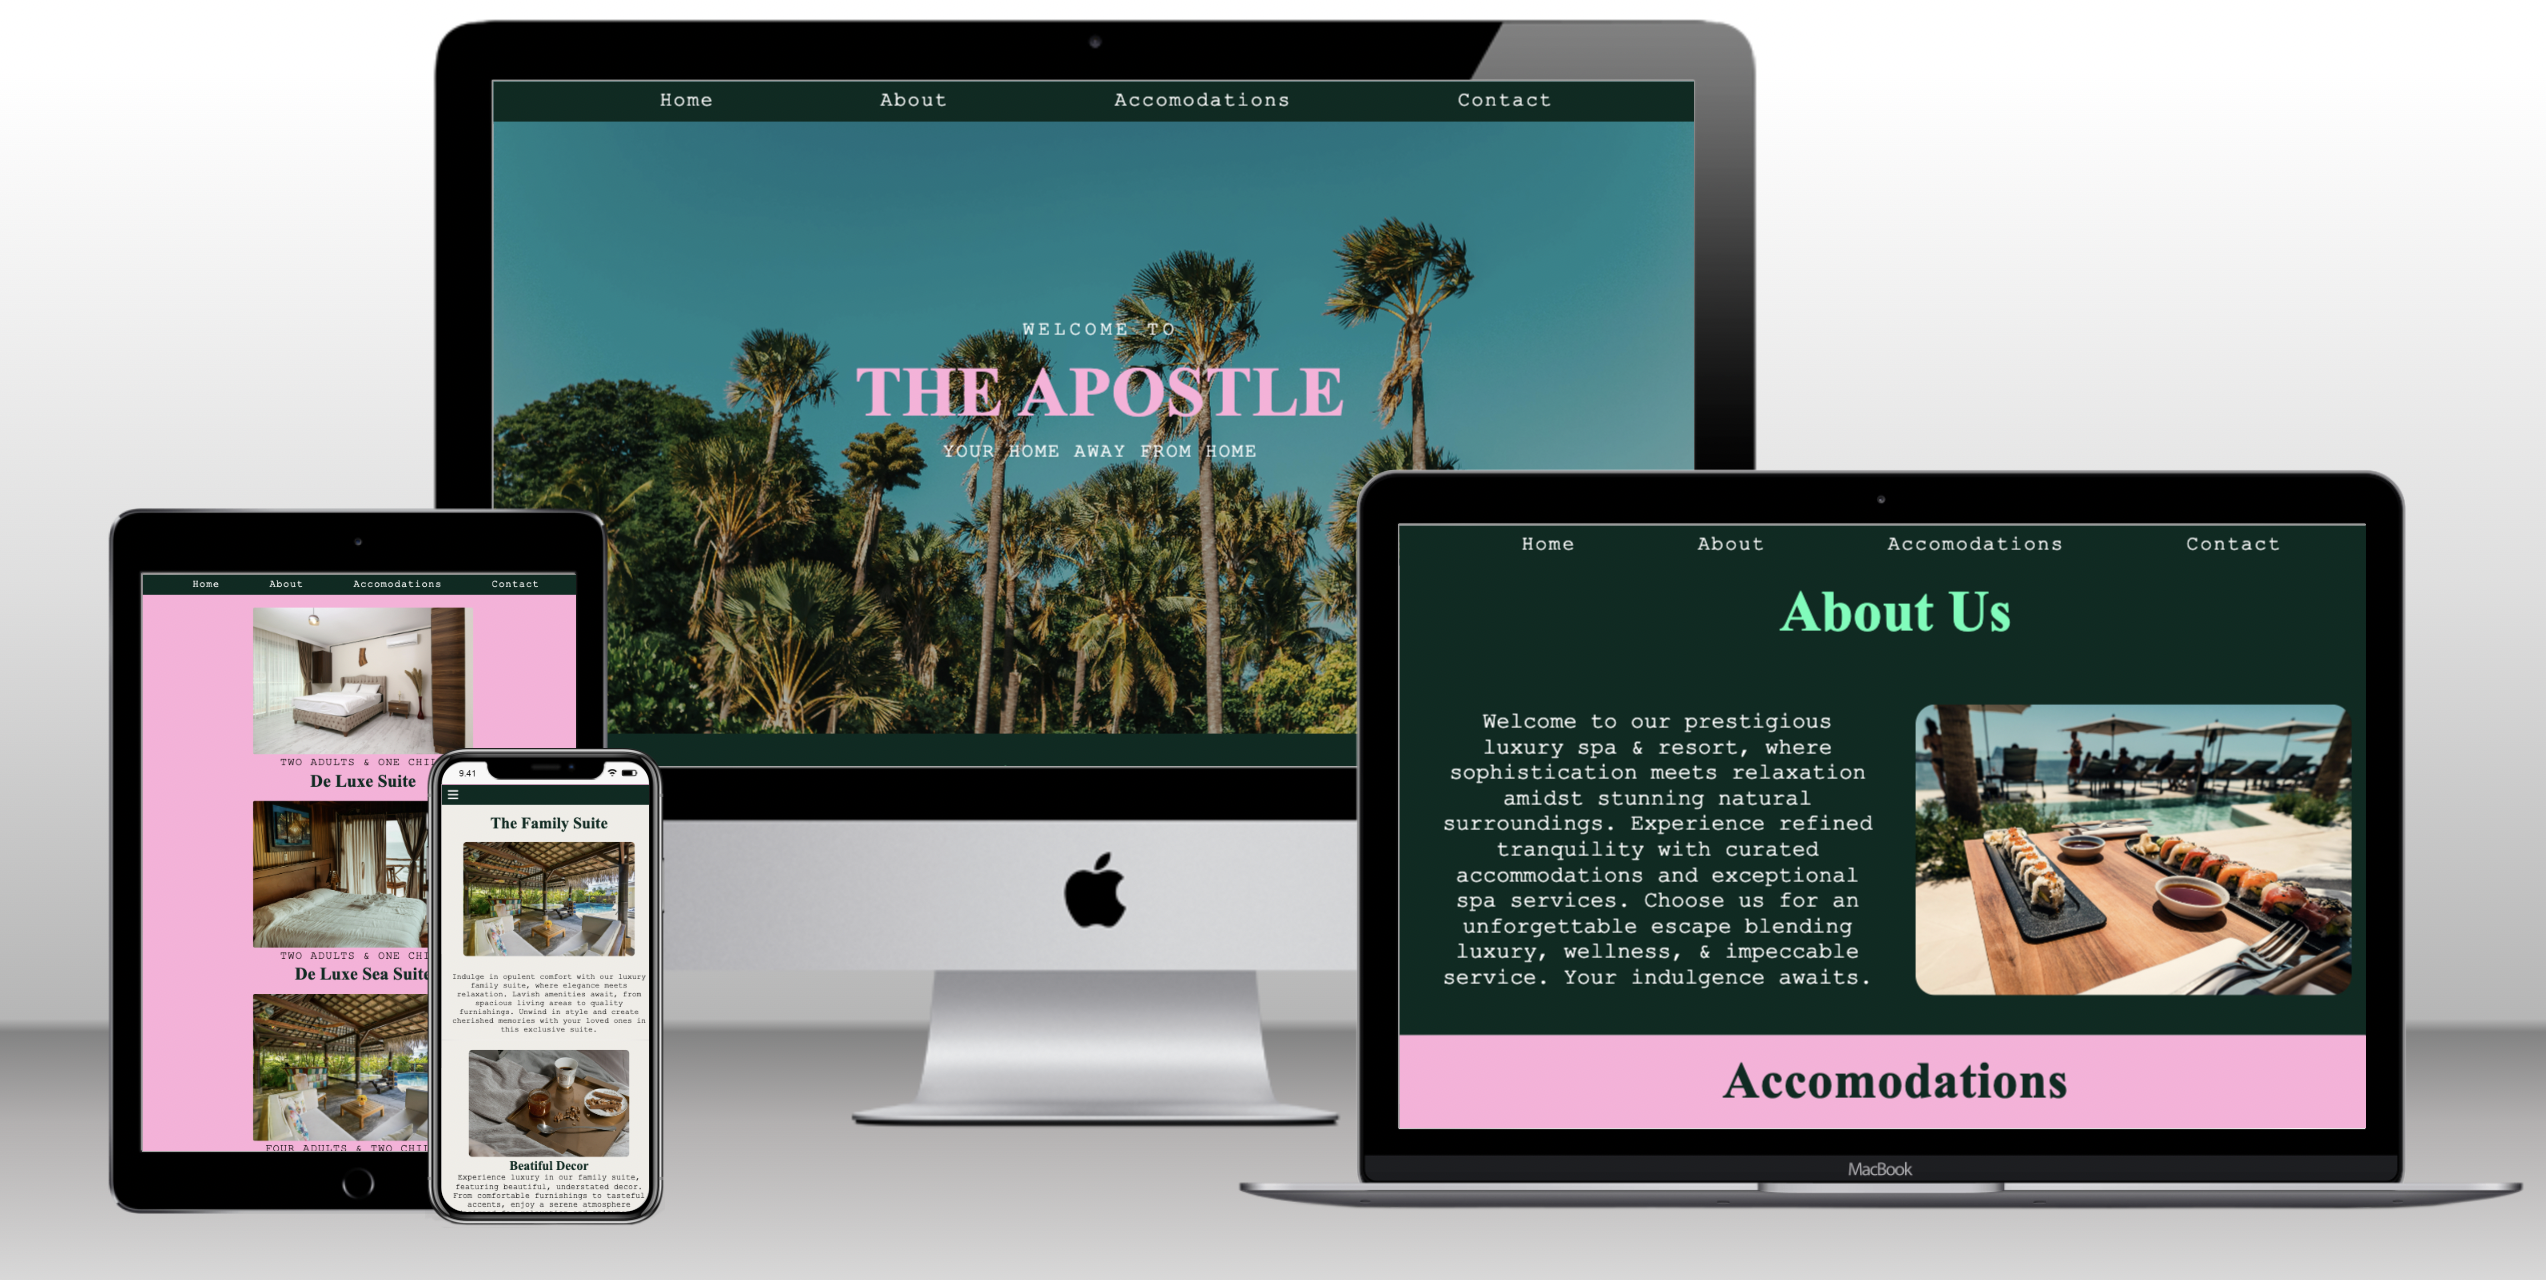 Home About Accomodations Contact
WELCOME TO
THE APOSTLE
YOUR HOME AWAY FROM HOME
Home About Accomodations Contact
TWO ADULTS & ONE
De Luxe Suite
TWO ADULTS & ONE
De Luxe Sea Suite
FOUR ADULTS & TWO
9.41
The Family Suite
Indulge in opulent comfort with our luxury
family suite, where elegance meets
relaxation. Lavish amenities await, from
spacious living areas to quality
furnishings. Unwind in style and create
cherished memories with your loved ones in
this exclusive suite.
Beatiful Decor
Experience luxury in our family suite,
featuring beautiful, understated decor.
From comfortable furnishings to tasteful
accents, enjoy a serene atmosphere
Home About Accomodations Contact
About Us
Welcome to our prestigious
luxury spa & resort, where
sophistication meets relaxation
amidst stunning natural
surroundings. Experience refined
tranquility with curated
accommodations and exceptional
spa services. Choose us for an
unforgettable escape blending
luxury, wellness, & impeccable
service. Your indulgence awaits.
Accomodations
MacBook